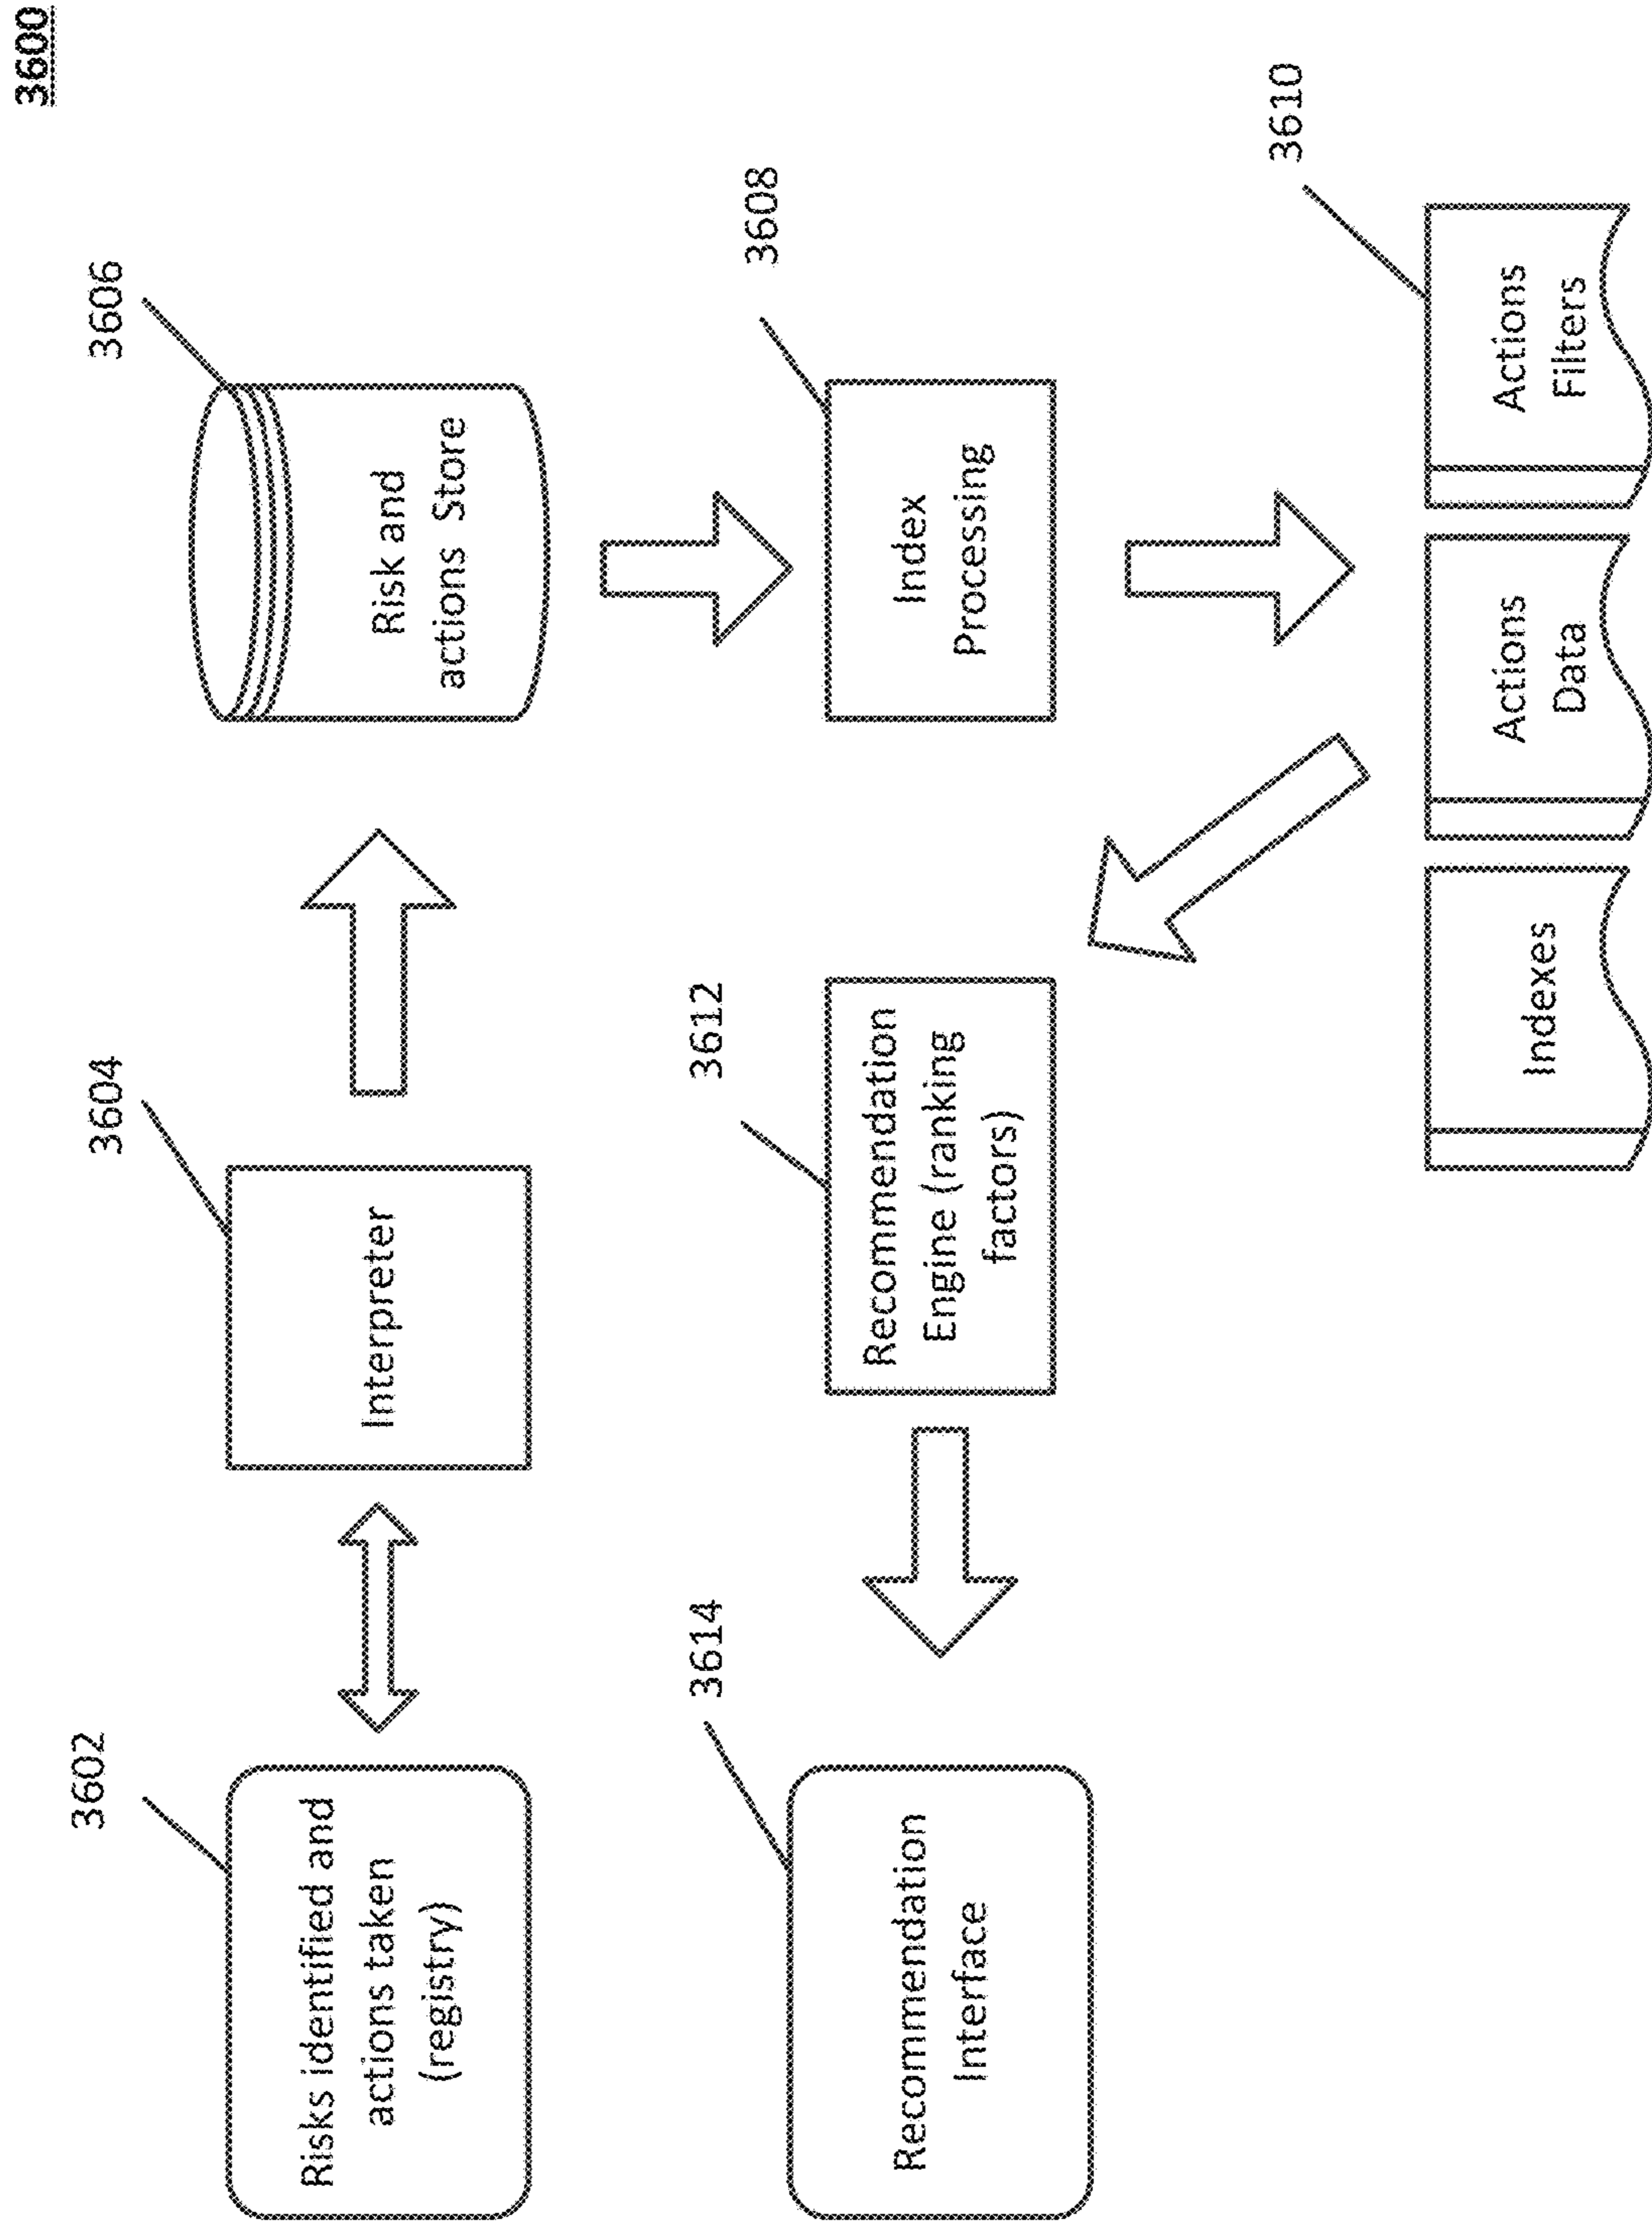 3600
3602
Risks identified and
actions taken
(registry)
3604
Interpreter
3606
Risk and
actions Store
3614
Recommendation
Interface
3612
Recommendation
Engine (ranking
factors)
3608
Index
Processing
3610
Indexes
Actions
Data
Actions
Filters